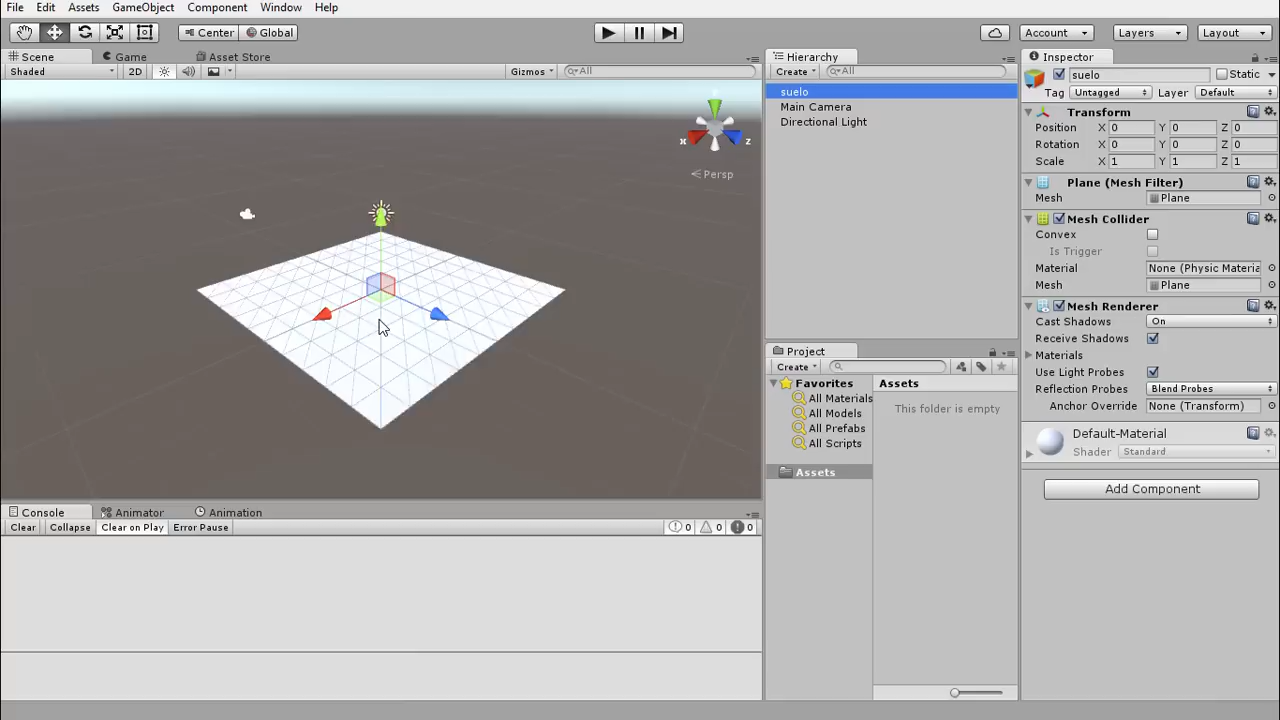 File Edit Assets GameObject Component Window Help
Center Global Account Layers Layout
Scene Game Asset Store
Shaded 2D Gizmos All
x z
Persp
Console Animator Animation
Clear Collapse Clear on Play Error Pause 0 0 0
Hierarchy
Create All
suelo
Main Camera
Directional Light
Project
Create
Favorites
All Materials
All Models
All Prefabs
All Scripts
Assets
Assets
This folder is empty
Inspector
suelo Static
Tag Untagged Layer Default
Transform
Position X 0 Y 0 Z 0
Rotation X 0 Y 0 Z 0
Scale X 1 Y 1 Z 1
Plane (Mesh Filter)
Mesh Plane
Mesh Collider
Convex
Is Trigger
Material None (Physic Materia
Mesh Plane
Mesh Renderer
Cast Shadows On
Receive Shadows
Materials
Use Light Probes
Reflection Probes Blend Probes
Anchor Override None (Transform)
Default-Material
Shader Standard
Add Component